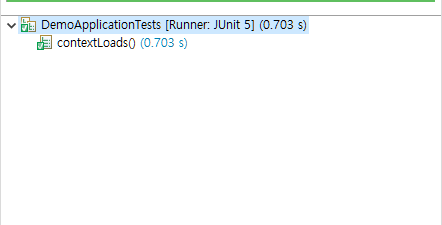 DemoApplicationTests [Runner: JUnit 5] (0.703 s)
contextLoads() (0.703 s)